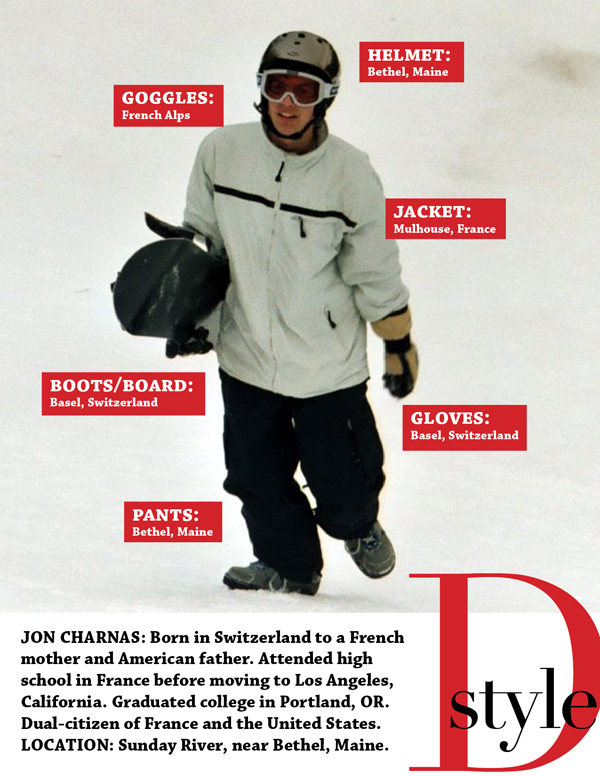 HELMET:
Bethel, Maine
GOGGLES:
French Alps
JACKET:
Mulhouse, France
BOOTS/BOARD:
Basel, Switzerland
GLOVES:
Basel, Switzerland
PANTS:
Bethel, Maine
JON CHARNAS: Born in Switzerland to a French
mother and American father. Attended high
school in France before moving to Los Angeles,
California. Graduated college in Portland, OR.
Dual-citizen of France and the United States.
LOCATION: Sunday River, near Bethel, Maine.
D
style